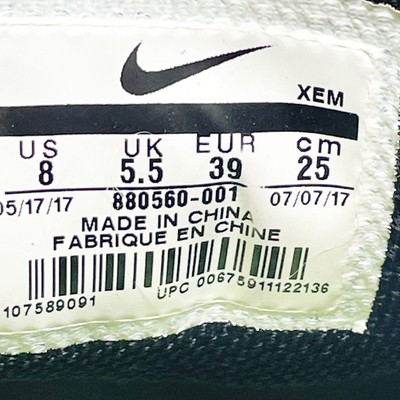 XEM
US UK EUR cm
8 5.5 39 25
05/17/17 880560-001 07/07/17
MADE IN CHINA
FABRIQUE EN CHINE
107589091 UPC 00675911122136